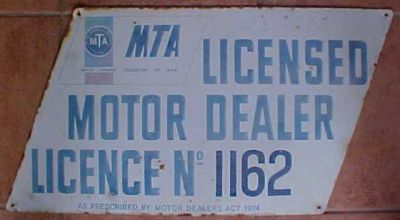 MTA
MTA
LICENSED
MOTOR DEALER
LICENCE Nº 1162
AS PRESCRIBED BY MOTOR DEALERS ACT 1974